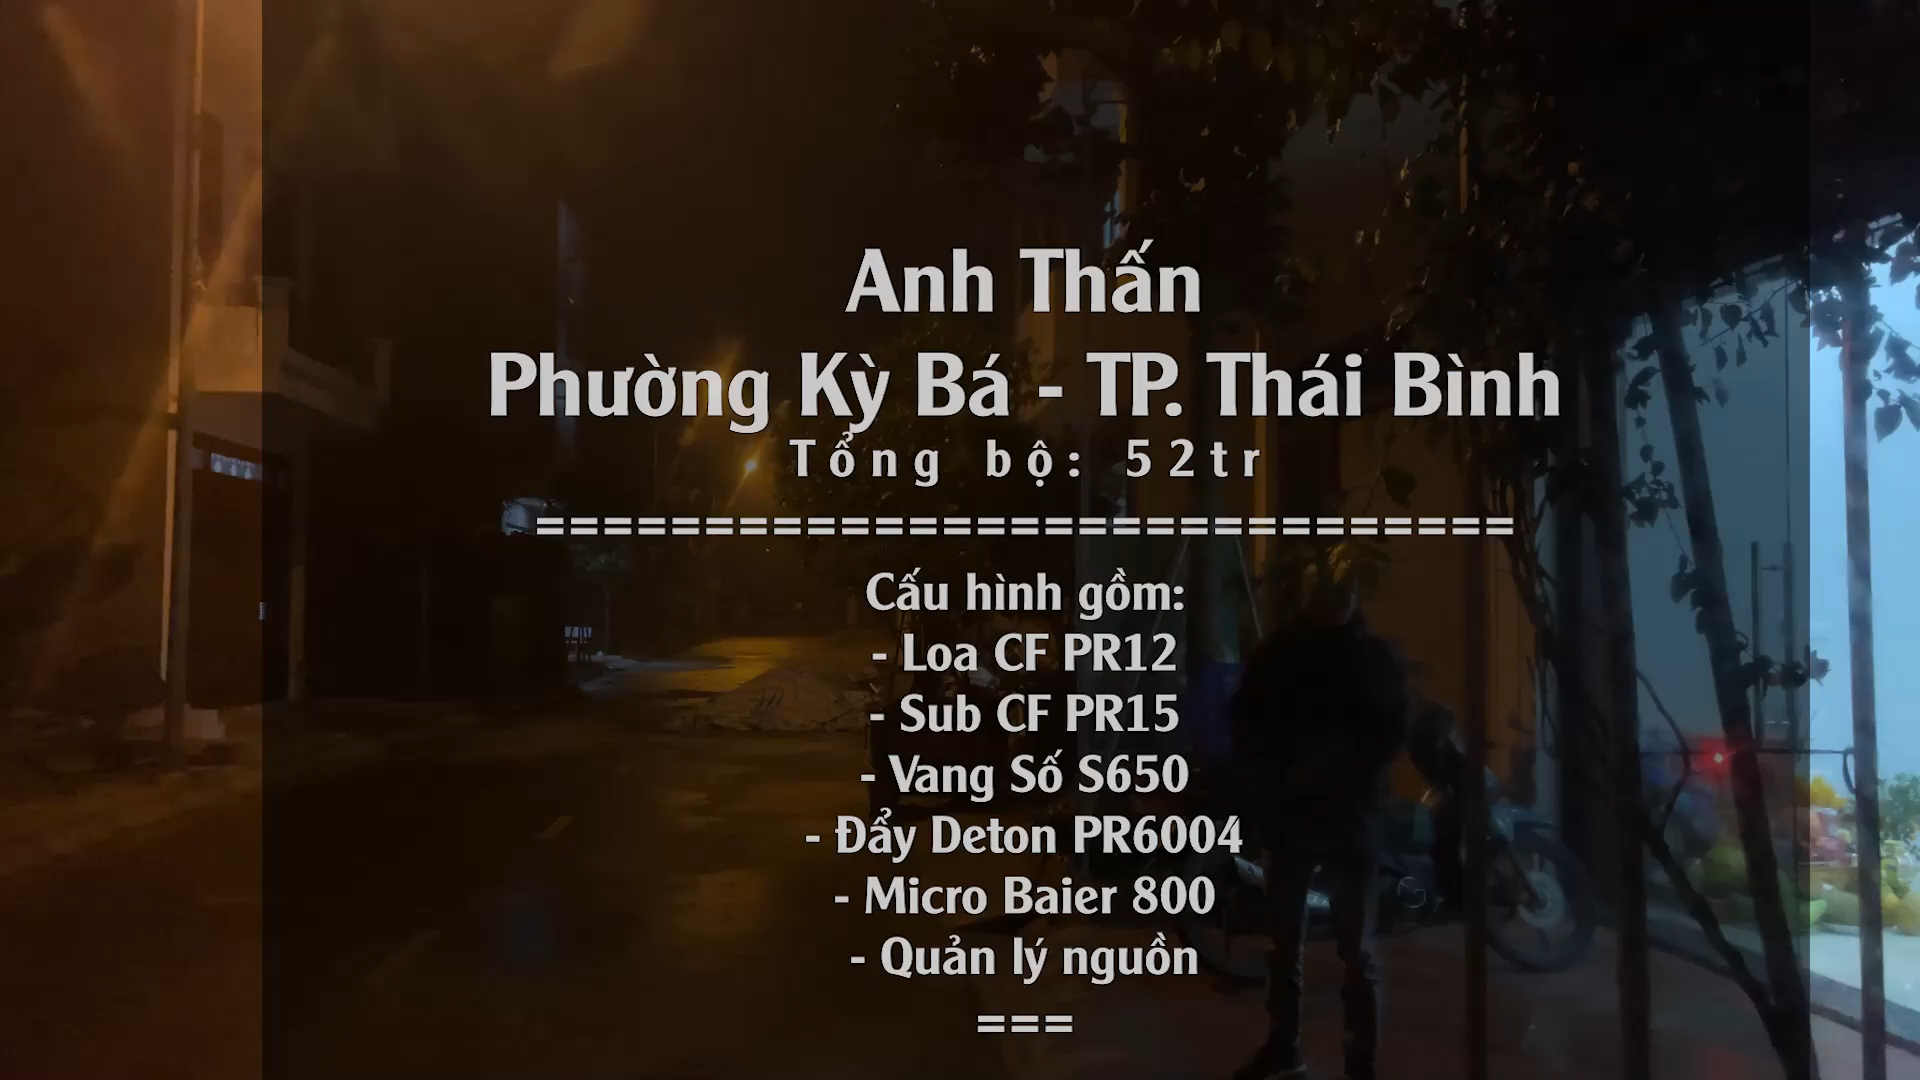 Anh Thấn
Phường Kỳ Bá - TP. Thái Bình
Tổng bộ: 52tr
=============================
Cấu hình gồm:
- Loa CF PR12
- Sub CF PR15
- Vang Số S650
- Đẩy Deton PR6004
- Micro Baier 800
- Quản lý nguồn
===